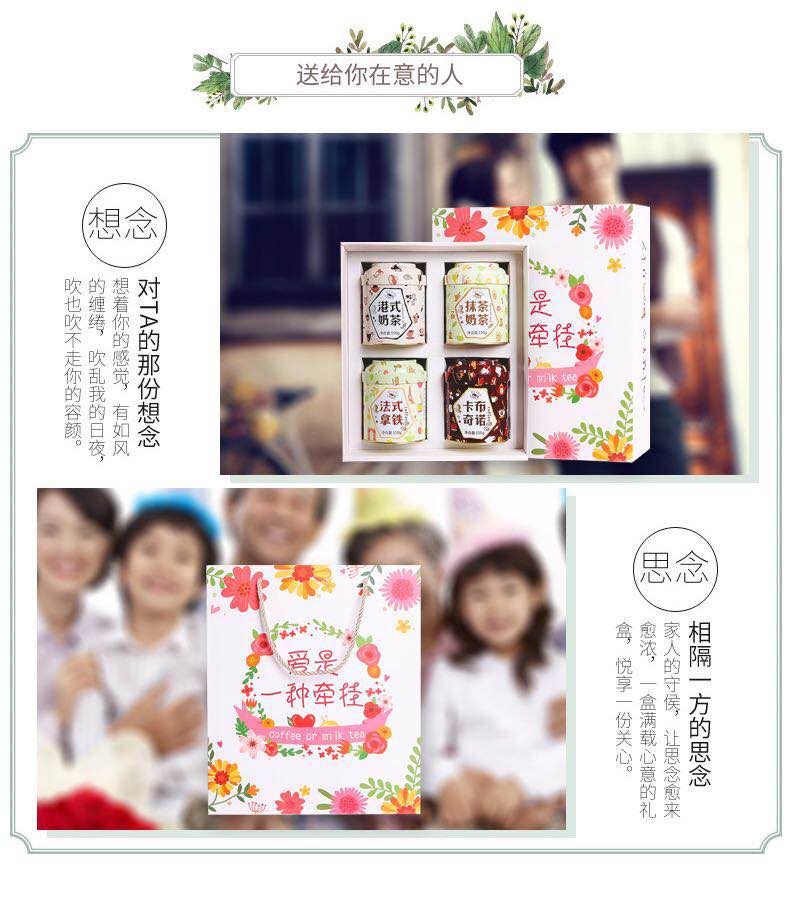 送给你在意的人
想念
对TA的那份想念
想着你的感觉，有如风
的缠绕，吹乱我的日夜，
吹也吹不走你的容颜。
港式
奶茶
抹茶
奶茶
法式
拿铁
卡布
奇诺
是
牵挂
or milk tea
思念
相隔一方的思念
家人的守侯，让思念愈来
愈浓，一盒满载心意的礼
盒，悦享一份关心。
爱是
一种牵挂
coffee or milk tea